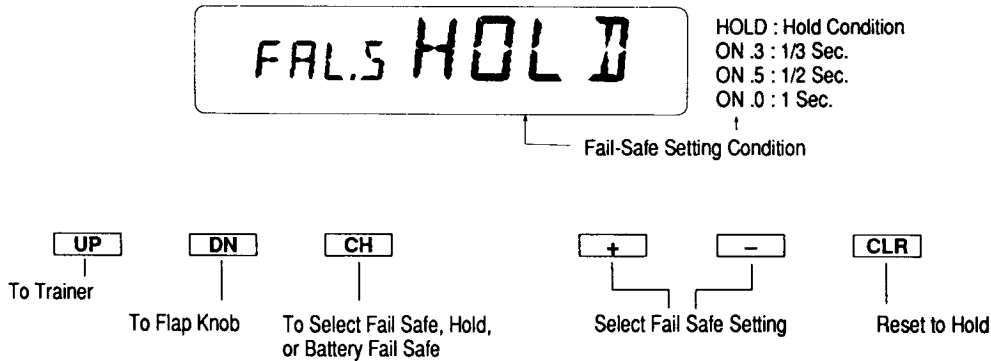 FAL.S HOLD
HOLD : Hold Condition
ON .3 : 1/3 Sec.
ON .5 : 1/2 Sec.
ON .0 : 1 Sec.
Fail-Safe Setting Condition
UP
DN
CH
+
–
CLR
To Trainer
To Flap Knob
To Select Fail Safe, Hold,
or Battery Fail Safe
Select Fail Safe Setting
Reset to Hold